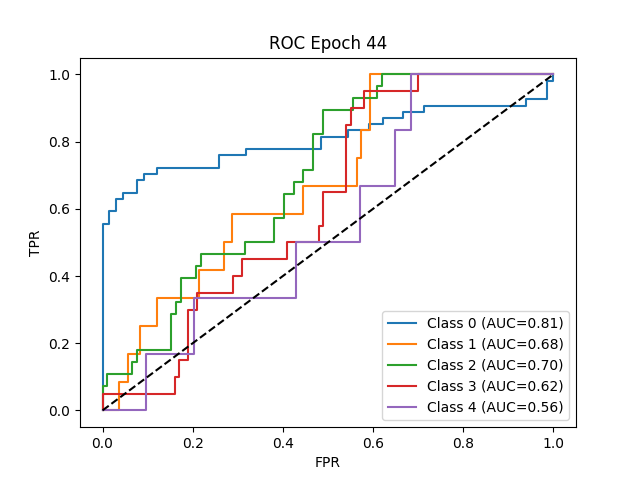 ROC Epoch 44
TPR
1.0
0.8
0.6
0.4
0.2
0.0
Class 0 (AUC=0.81)
Class 1 (AUC=0.68)
Class 2 (AUC=0.70)
Class 3 (AUC=0.62)
Class 4 (AUC=0.56)
0.0 0.2 0.4 0.6 0.8 1.0
FPR